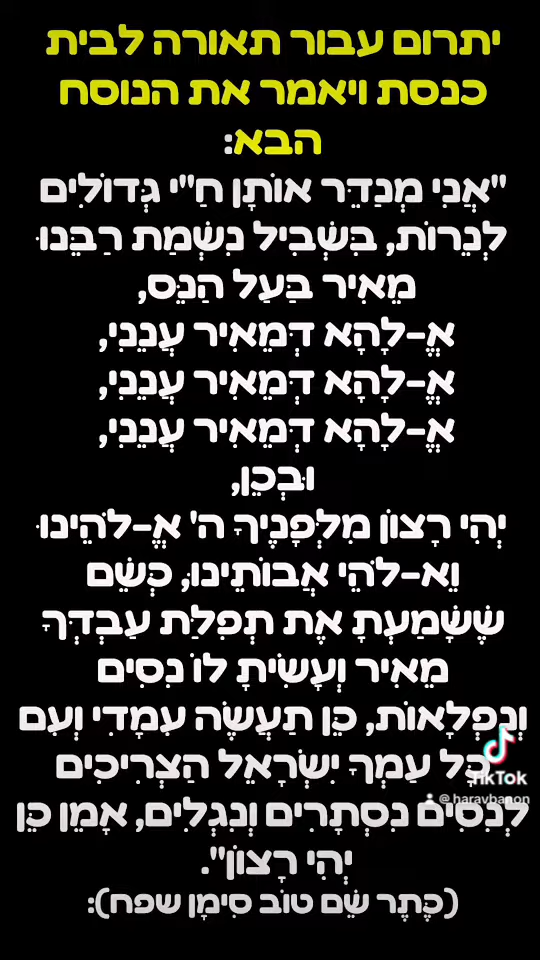 יתרום עבור תאורה לבית
כנסת ויאמר את הנוסח
הבא:
"אֲנִי מְנַדֵּר אוֹתָן חַ"י גְּדוֹלִים
לְנֵרוֹת, בִּשְׁבִיל נִשְׁמַת רַבֵּנוּ
מֵאִיר בַּעַל הַנֵּס,
אֱ-לָהָא דְּמֵאִיר עֲנֵנִי,
אֱ-לָהָא דְּמֵאִיר עֲנֵנִי,
אֱ-לָהָא דְּמֵאִיר עֲנֵנִי,
וּבְכֵן,
יְהִי רָצוֹן מִלְּפָנֶיךָ ה' אֱ-לֹהֵינוּ
וֵא-לֹהֵי אֲבוֹתֵינוּ, כְּשֵׁם
שֶׁשָּׁמַעְתָּ אֶת תְּפִלַּת עַבְדְּךָ
מֵאִיר וְעָשִׂיתָ לוֹ נִסִּים
וְנִפְלָאוֹת, כֵּן תַּעֲשֶׂה עִמָּדִי וְעִם
כָּל עַמְּךָ יִשְׂרָאֵל הַצְּרִיכִים
לְנִסִּים נִסְתָּרִים וְנִגְלִים, אָמֵן כֵּן
יְהִי רָצוֹן".
(כֶּתֶר שֵׁם טוֹב סִימָן שפח):
TikTok
@haravbanon